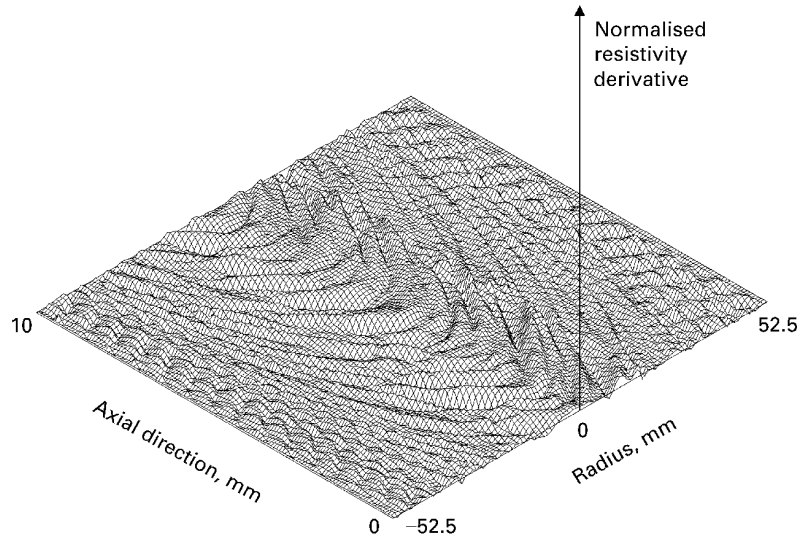 Normalised
resistivity
derivative
10
52.5
Axial direction, mm
0
Radius, mm
0
–52.5